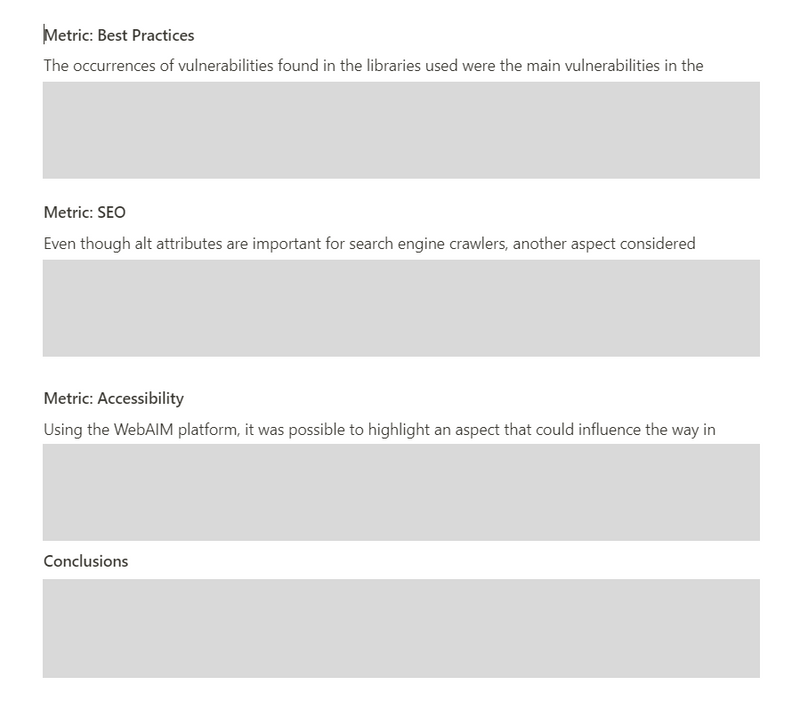 Metric: Best Practices
The occurrences of vulnerabilities found in the libraries used were the main vulnerabilities in the
Metric: SEO
Even though alt attributes are important for search engine crawlers, another aspect considered
Metric: Accessibility
Using the WebAIM platform, it was possible to highlight an aspect that could influence the way in
Conclusions